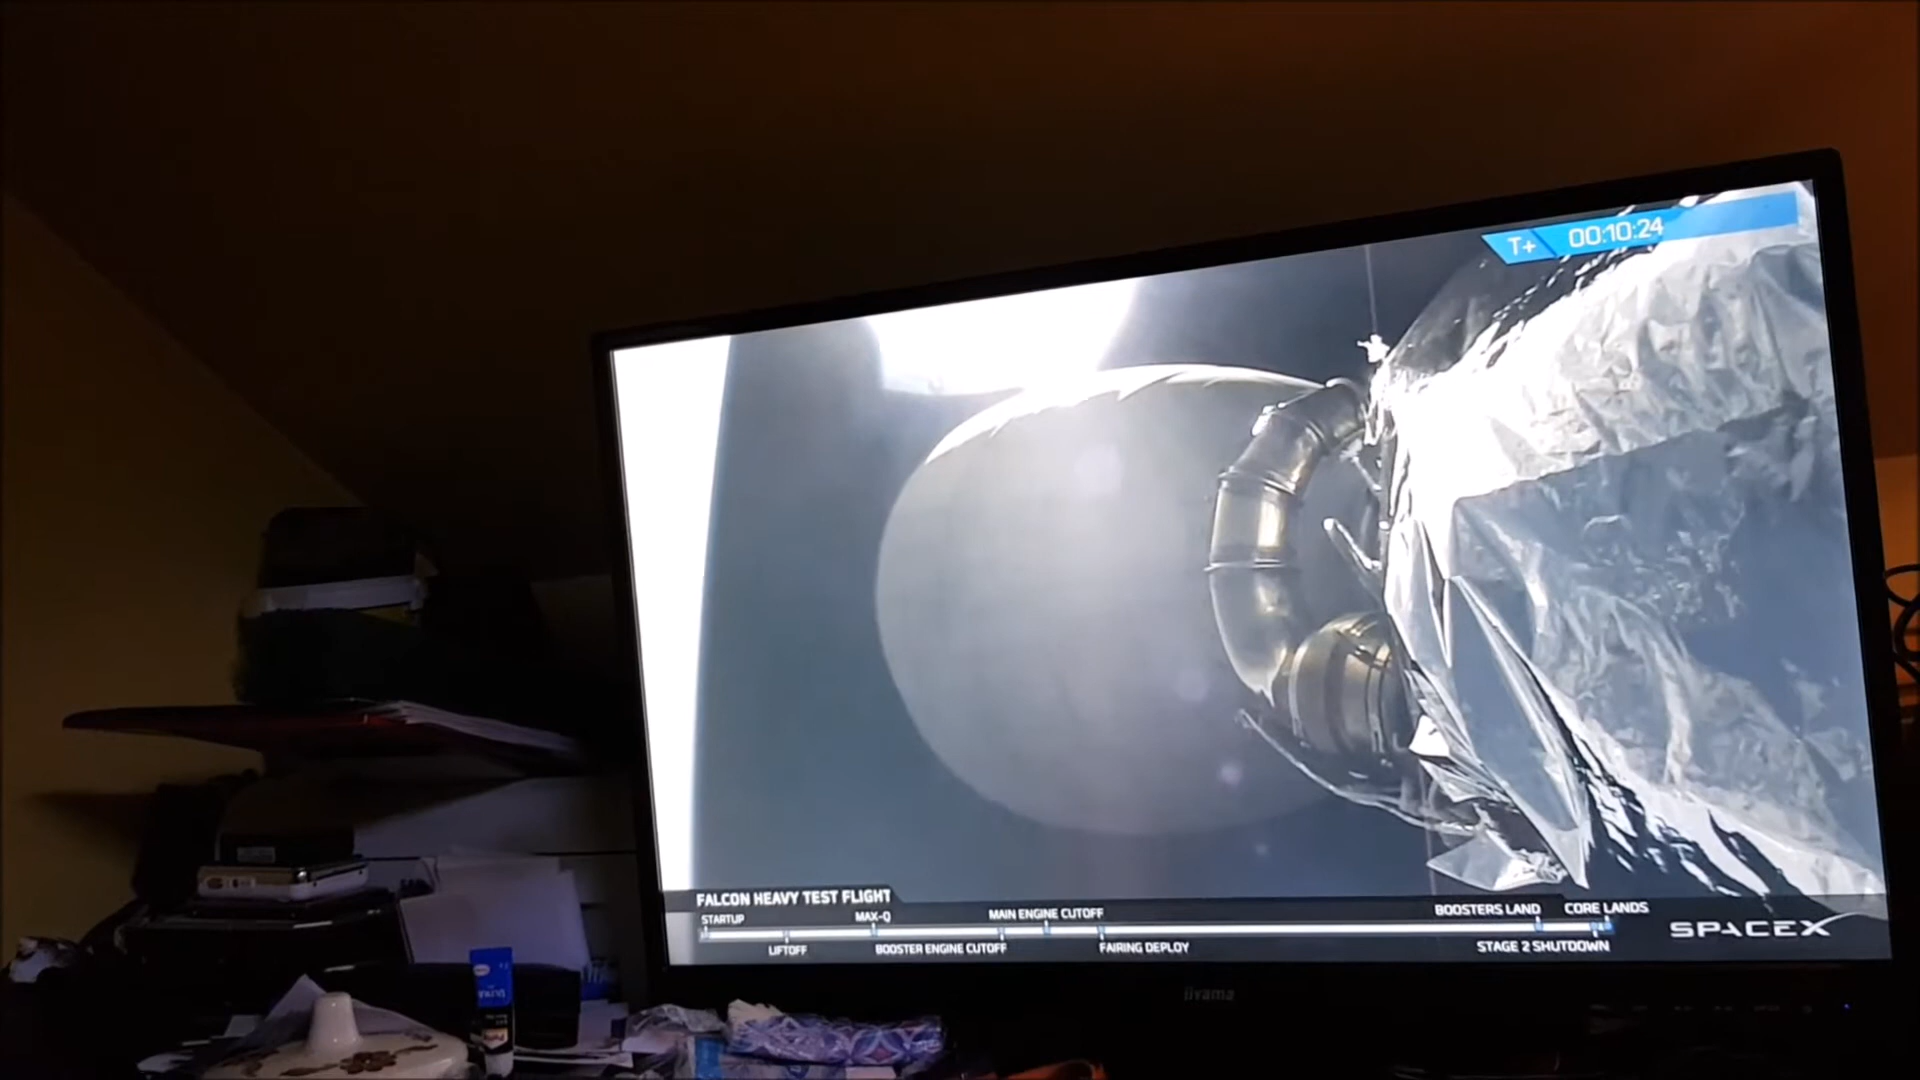 T+ 00:10:24
FALCON HEAVY TEST FLIGHT
STARTUP
MAX-Q
MAIN ENGINE CUTOFF
BOOSTERS LAND
CORE LANDS
LIFTOFF
BOOSTER ENGINE CUTOFF
FAIRING DEPLOY
STAGE 2 SHUTDOWN
SPACEX
iiyama